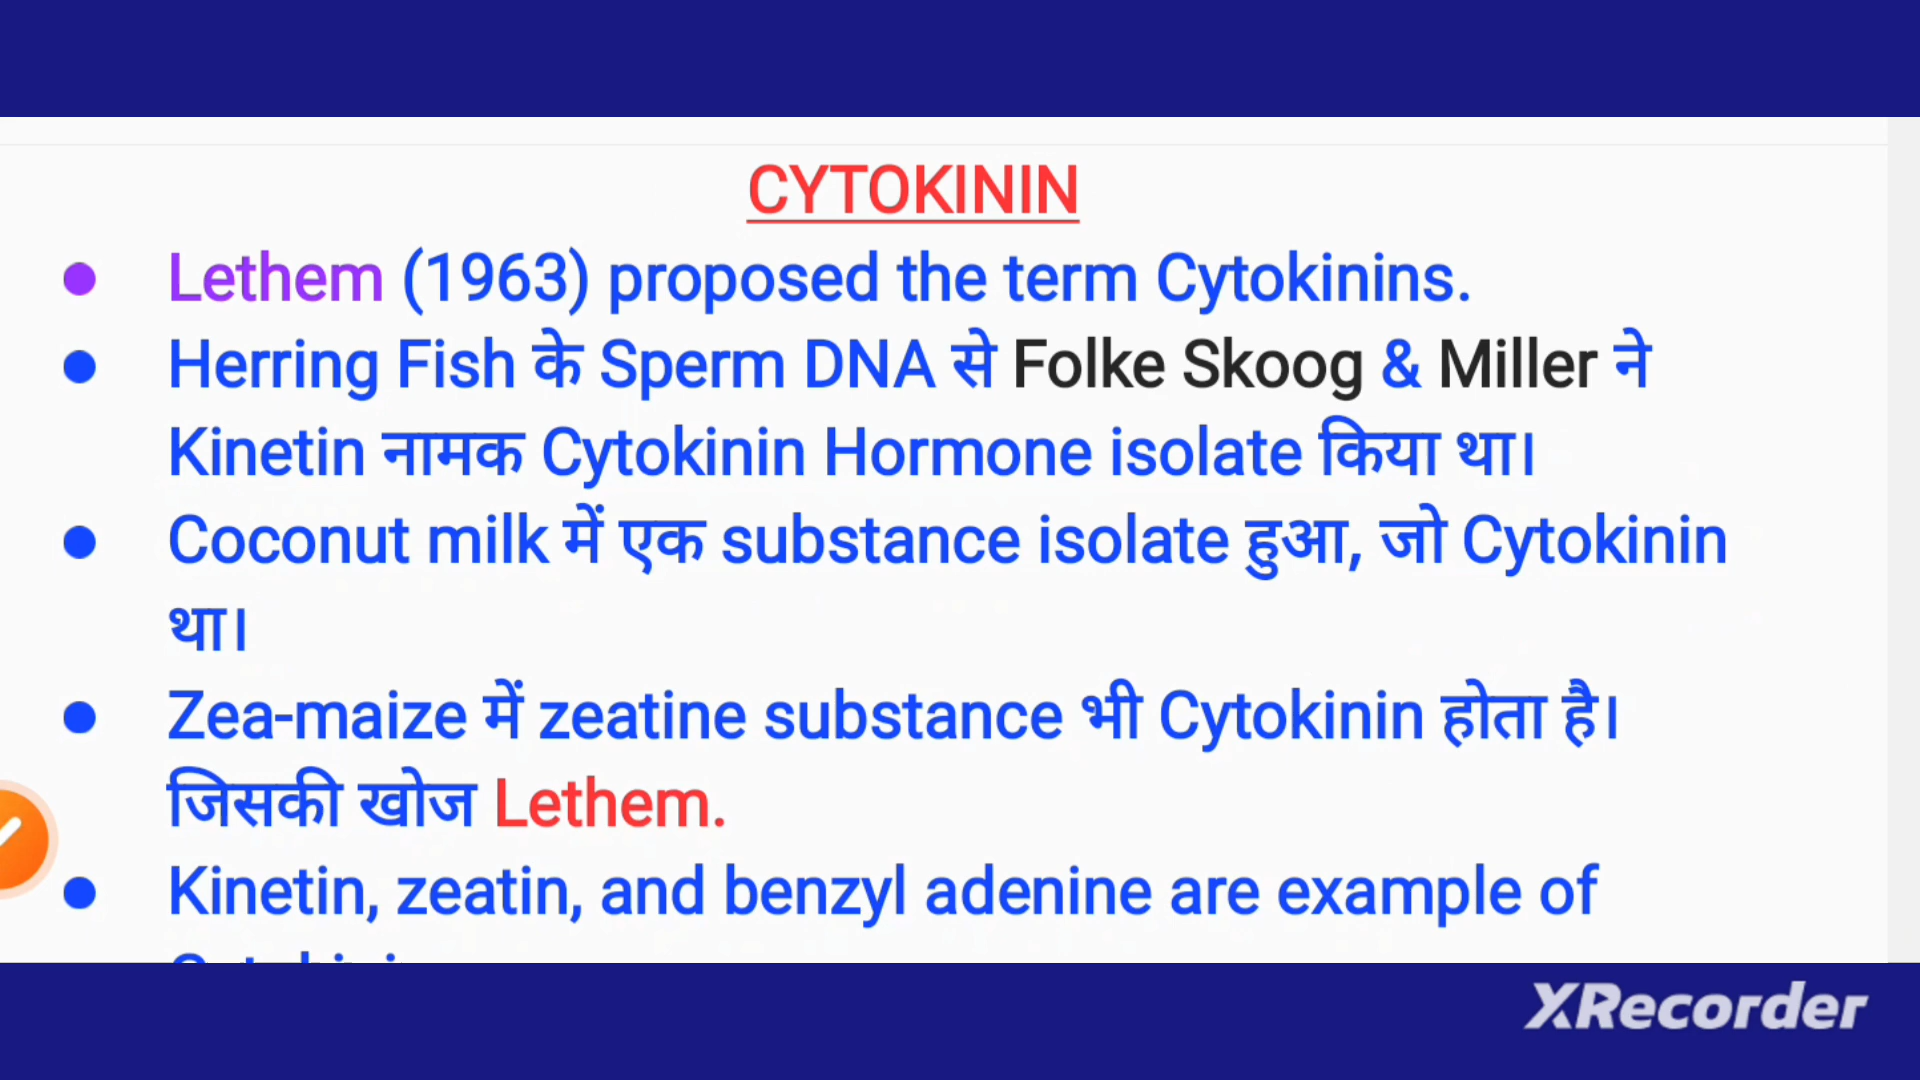 CYTOKININ
● Lethem (1963) proposed the term Cytokinins.
● Herring Fish के Sperm DNA से Folke Skoog & Miller ने
Kinetin नामक Cytokinin Hormone isolate किया था।
● Coconut milk में एक substance isolate हुआ, जो Cytokinin
था।
● Zea-maize में zeatine substance भी Cytokinin होता है।
जिसकी खोज Lethem.
● Kinetin, zeatin, and benzyl adenine are example of
XRecorder